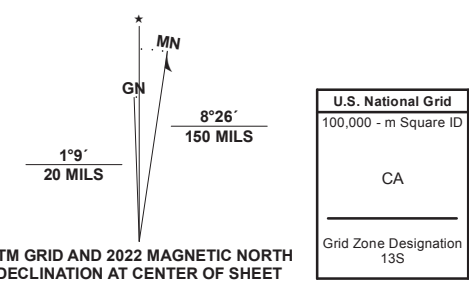 MN
GN
8°26´
150 MILS
1°9´
20 MILS
TM GRID AND 2022 MAGNETIC NORTH
DECLINATION AT CENTER OF SHEET
U.S. National Grid
100,000 - m Square ID
CA
Grid Zone Designation
13S